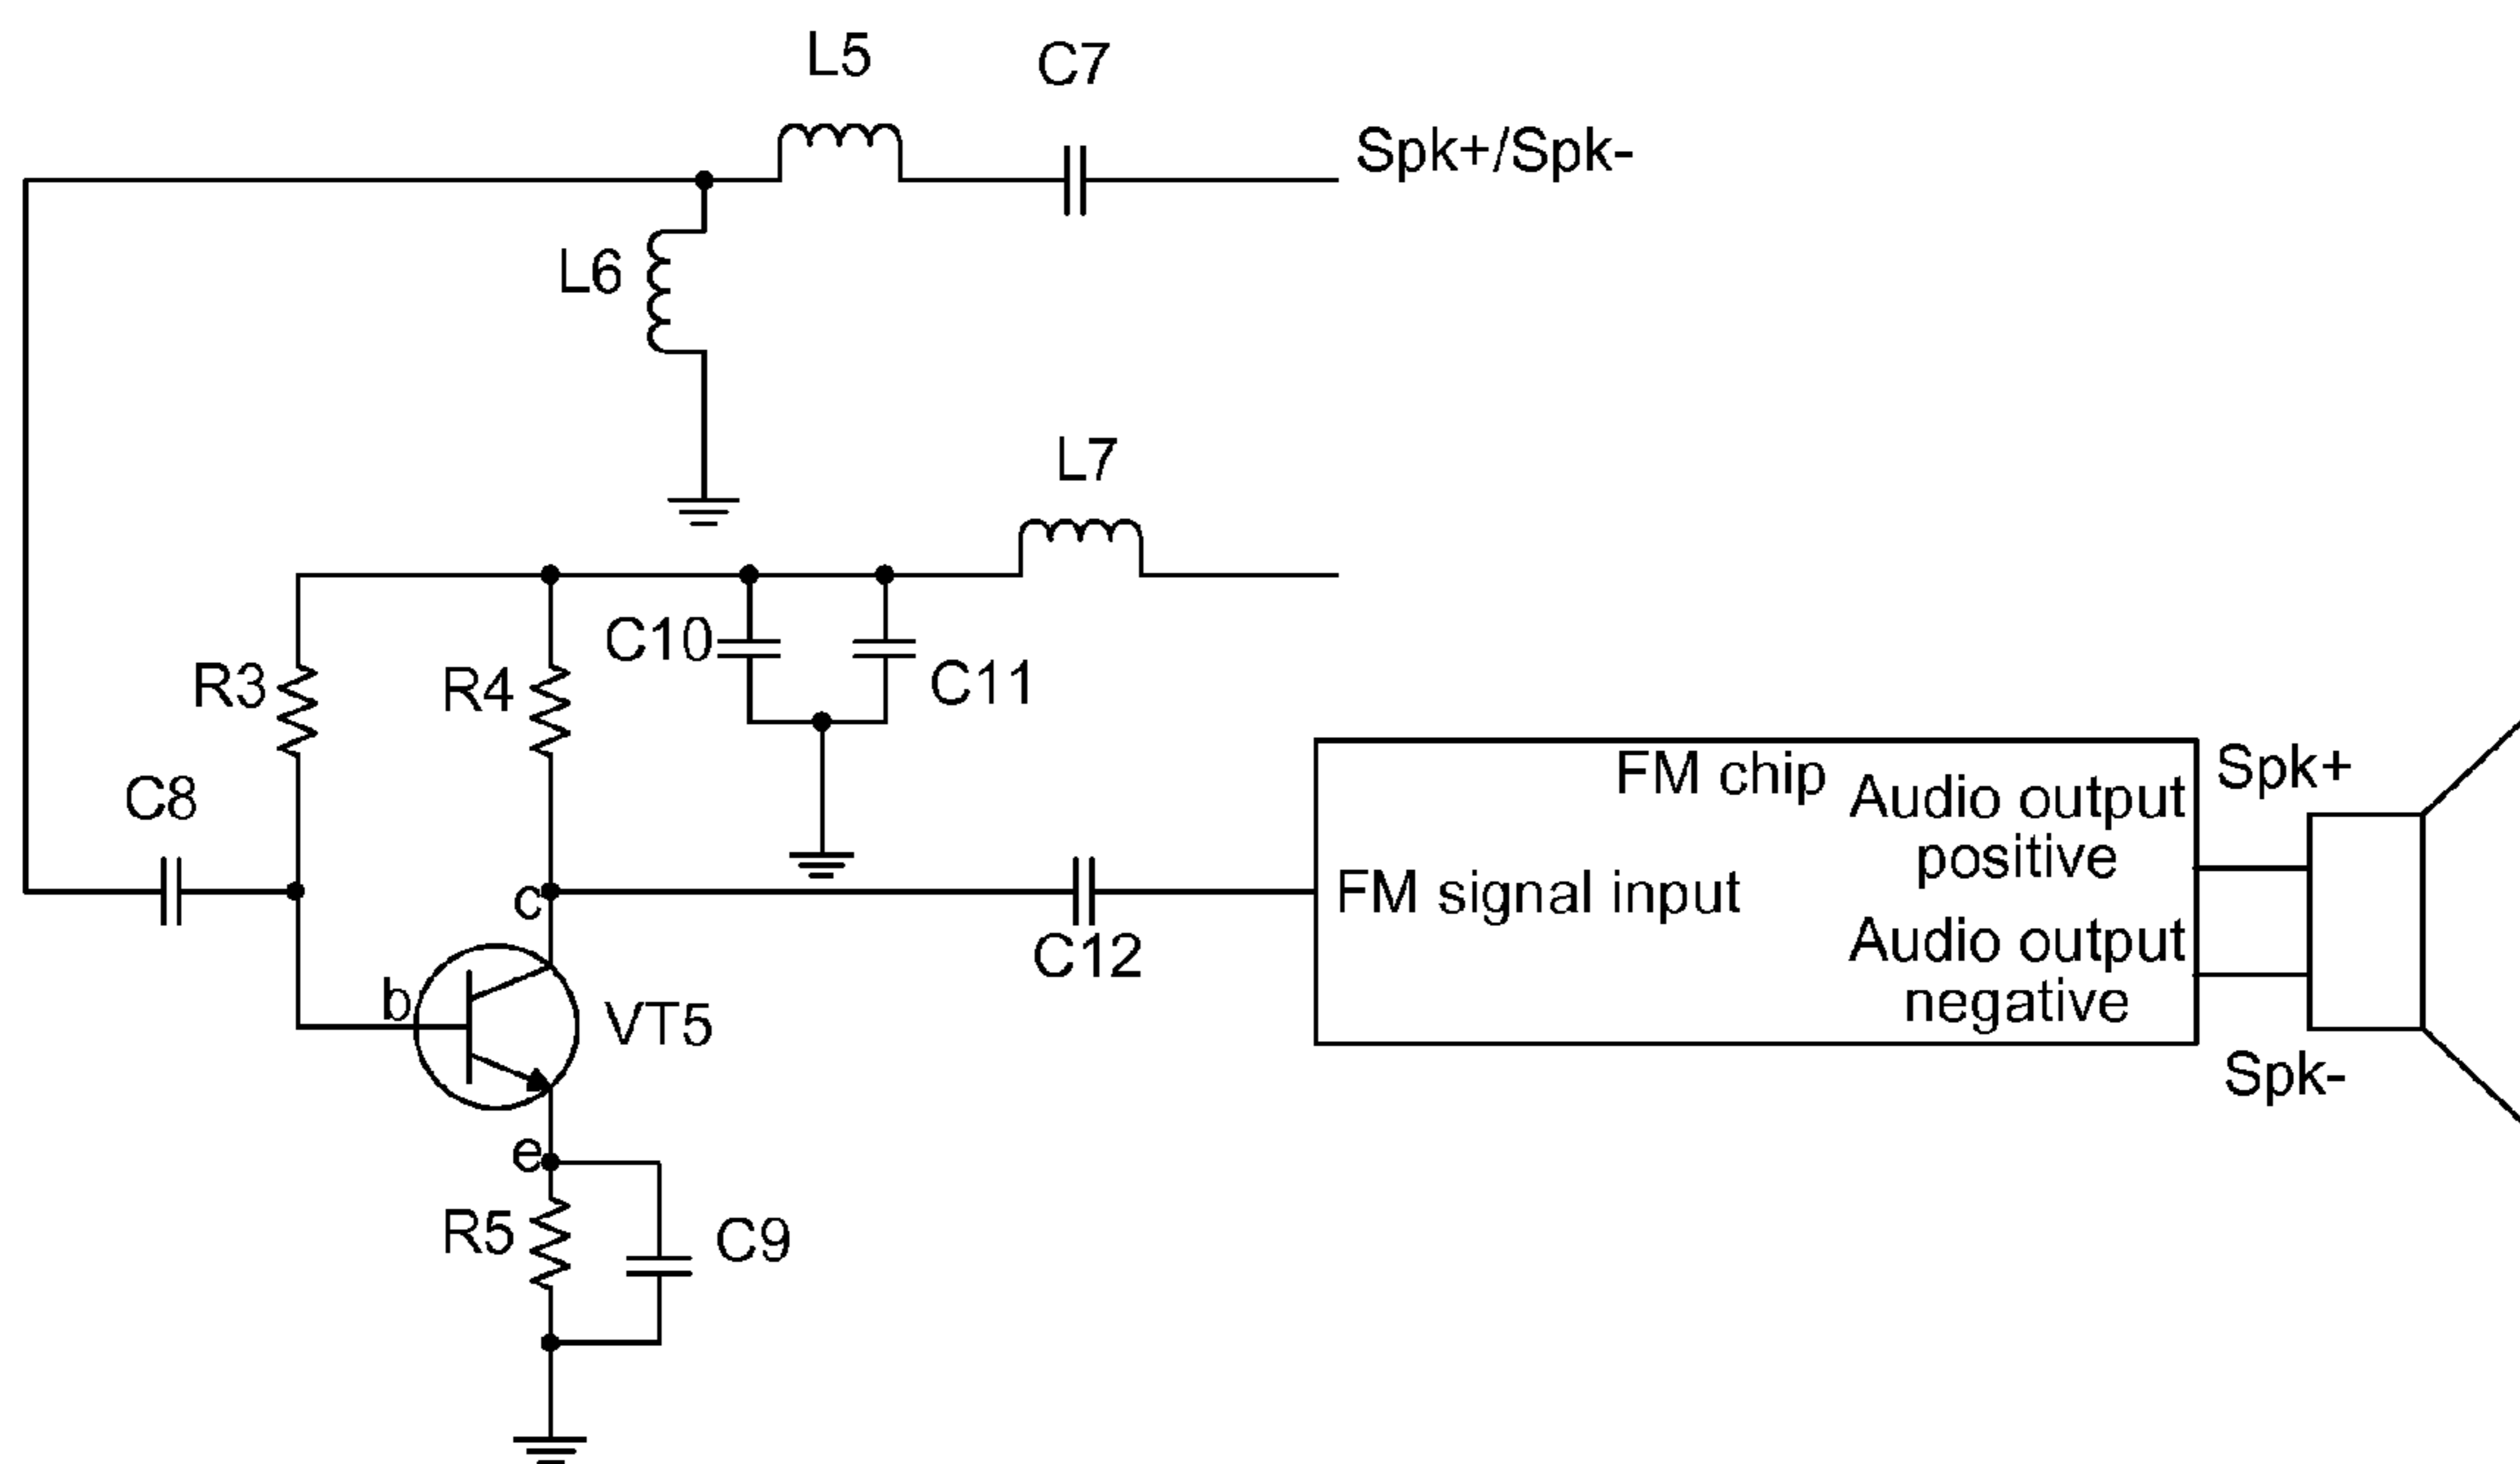 L5
C7
Spk+/Spk-
L6
L7
C10
C11
R3
R4
C8
FM chip
Spk+
Audio output
positive
c
FM signal input
Audio output
negative
C12
b
VT5
Spk-
e
R5
C9